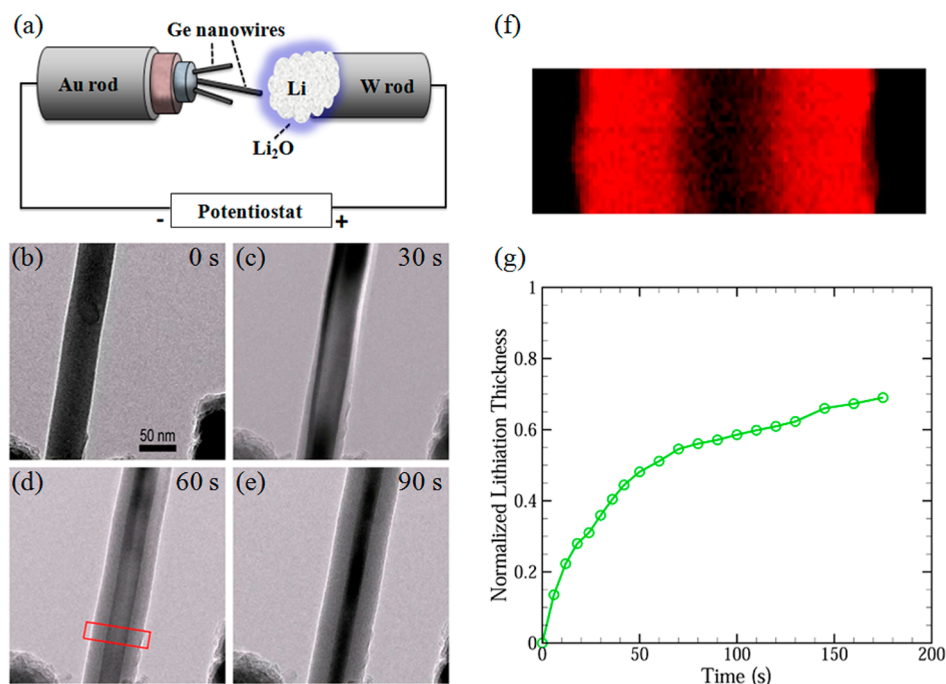 (a)
Ge nanowires
Au rod
Li
W rod
Li₂O
- Potentiostat +
(b) 0 s
50 nm
(c) 30 s
(d) 60 s
(e) 90 s
(f)
(g)
Normalized Lithiation Thickness
1
0.8
0.6
0.4
0.2
0
0 50 100 150 200
Time (s)